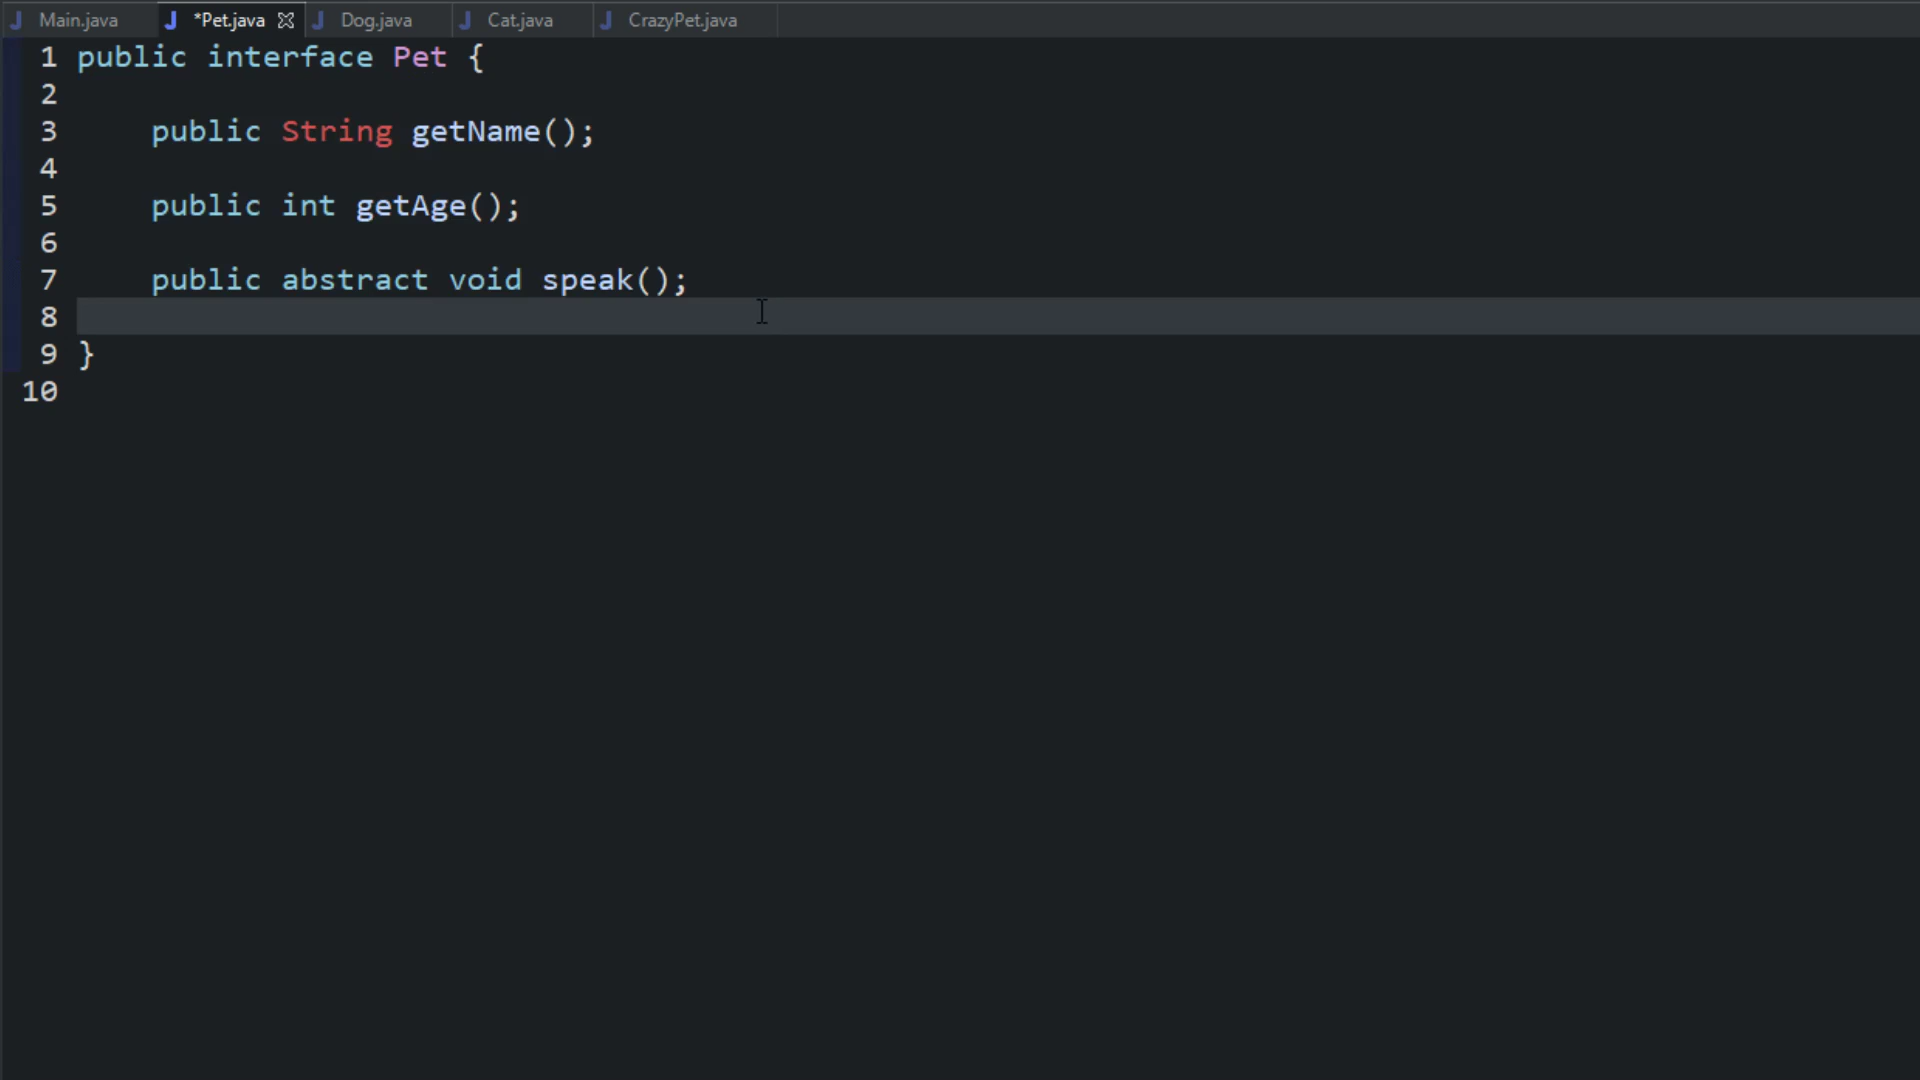 Main.java *Pet.java Dog.java Cat.java CrazyPet.java
1 public interface Pet {
2
3 public String getName();
4
5 public int getAge();
6
7 public abstract void speak();
8
9 }
10